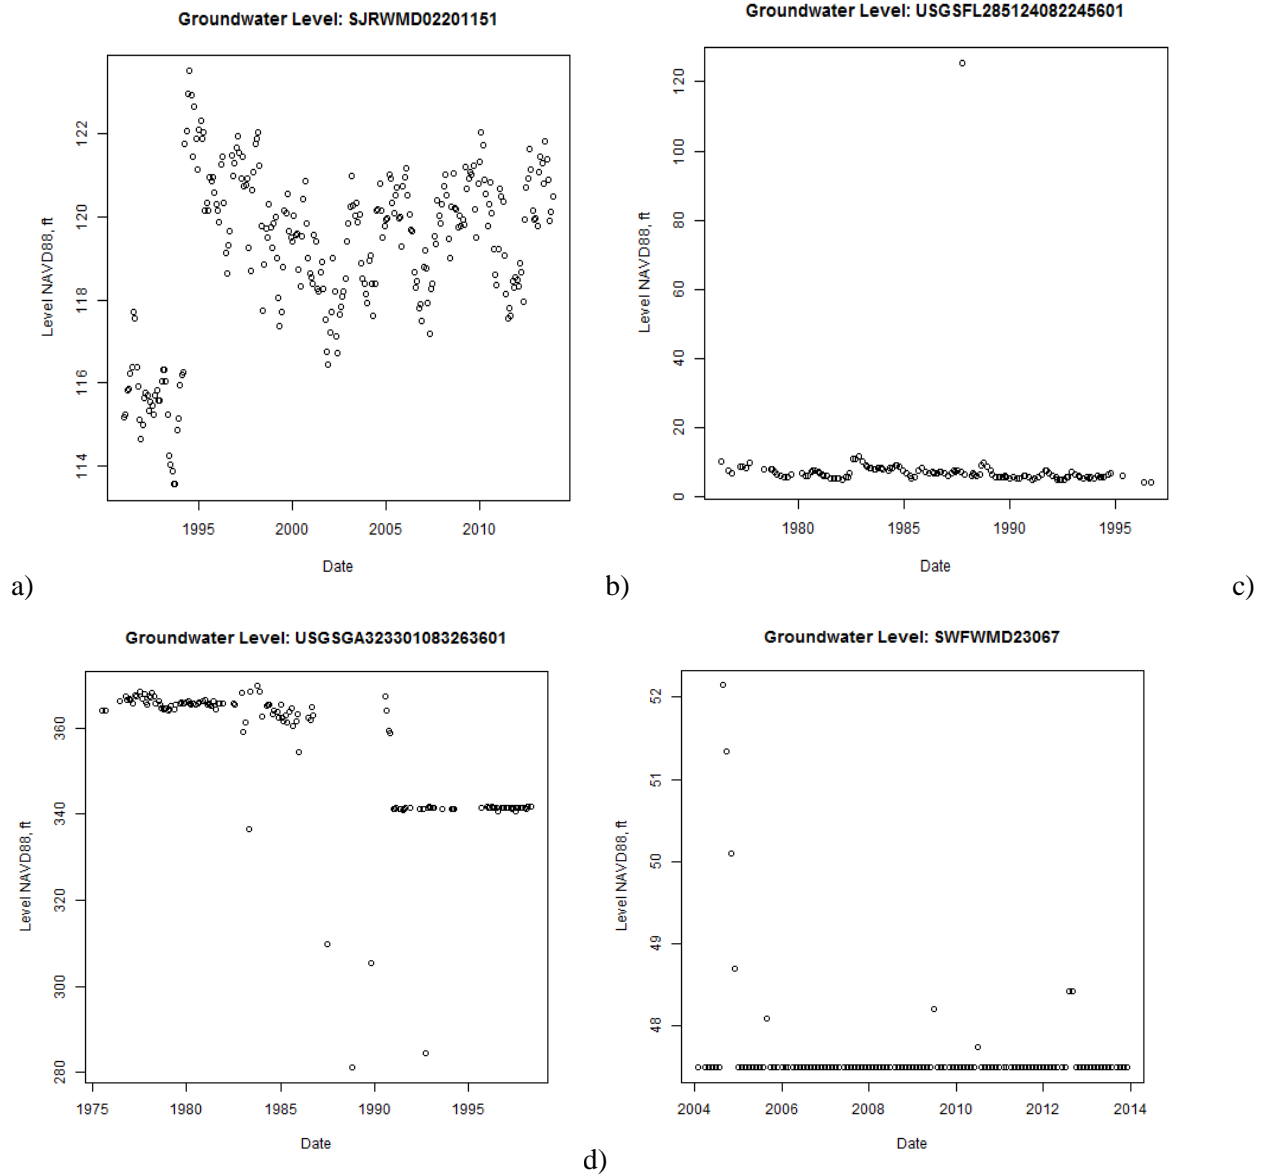 Groundwater Level: SJRWMD02201151
Level NAVD88, ft
122
120
118
116
114
1995 2000 2005 2010
Date
a)
Groundwater Level: USGSFL285124082245601
Level NAVD88, ft
120
100
80
60
40
20
0
1980 1985 1990 1995
Date
b)
c)
Groundwater Level: USGSGA323301083263601
Level NAVD88, ft
360
340
320
300
280
1975 1980 1985 1990 1995
Date
Groundwater Level: SWFWMD23067
Level NAVD88, ft
52
51
50
49
48
2004 2006 2008 2010 2012 2014
Date
d)